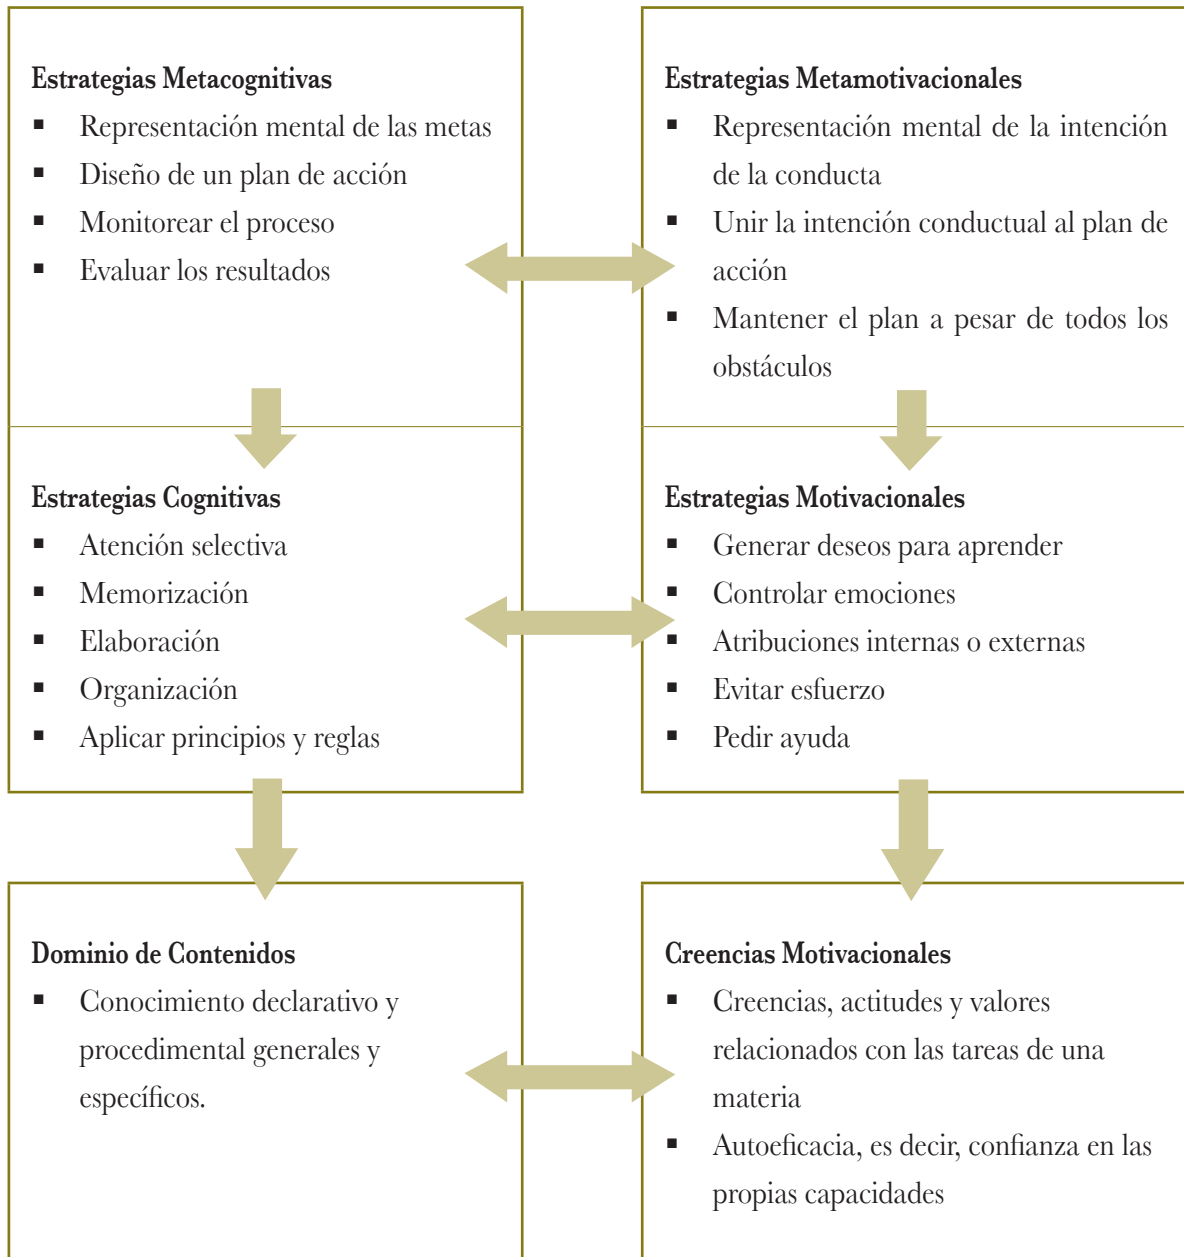 Estrategias Metacognitivas
▪ Representación mental de las metas
▪ Diseño de un plan de acción
▪ Monitorear el proceso
▪ Evaluar los resultados
Estrategias Metamotivacionales
▪ Representación mental de la intención
de la conducta
▪ Unir la intención conductual al plan de
acción
▪ Mantener el plan a pesar de todos los
obstáculos
Estrategias Cognitivas
▪ Atención selectiva
▪ Memorización
▪ Elaboración
▪ Organización
▪ Aplicar principios y reglas
Estrategias Motivacionales
▪ Generar deseos para aprender
▪ Controlar emociones
▪ Atribuciones internas o externas
▪ Evitar esfuerzo
▪ Pedir ayuda
Dominio de Contenidos
▪ Conocimiento declarativo y
procedimental generales y
específicos.
Creencias Motivacionales
▪ Creencias, actitudes y valores
relacionados con las tareas de una
materia
▪ Autoeficacia, es decir, confianza en las
propias capacidades